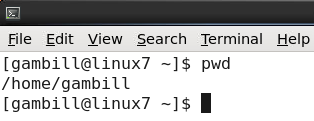 File Edit View Search Terminal Help
[gambill@linux7 ~]$ pwd
/home/gambill
[gambill@linux7 ~]$